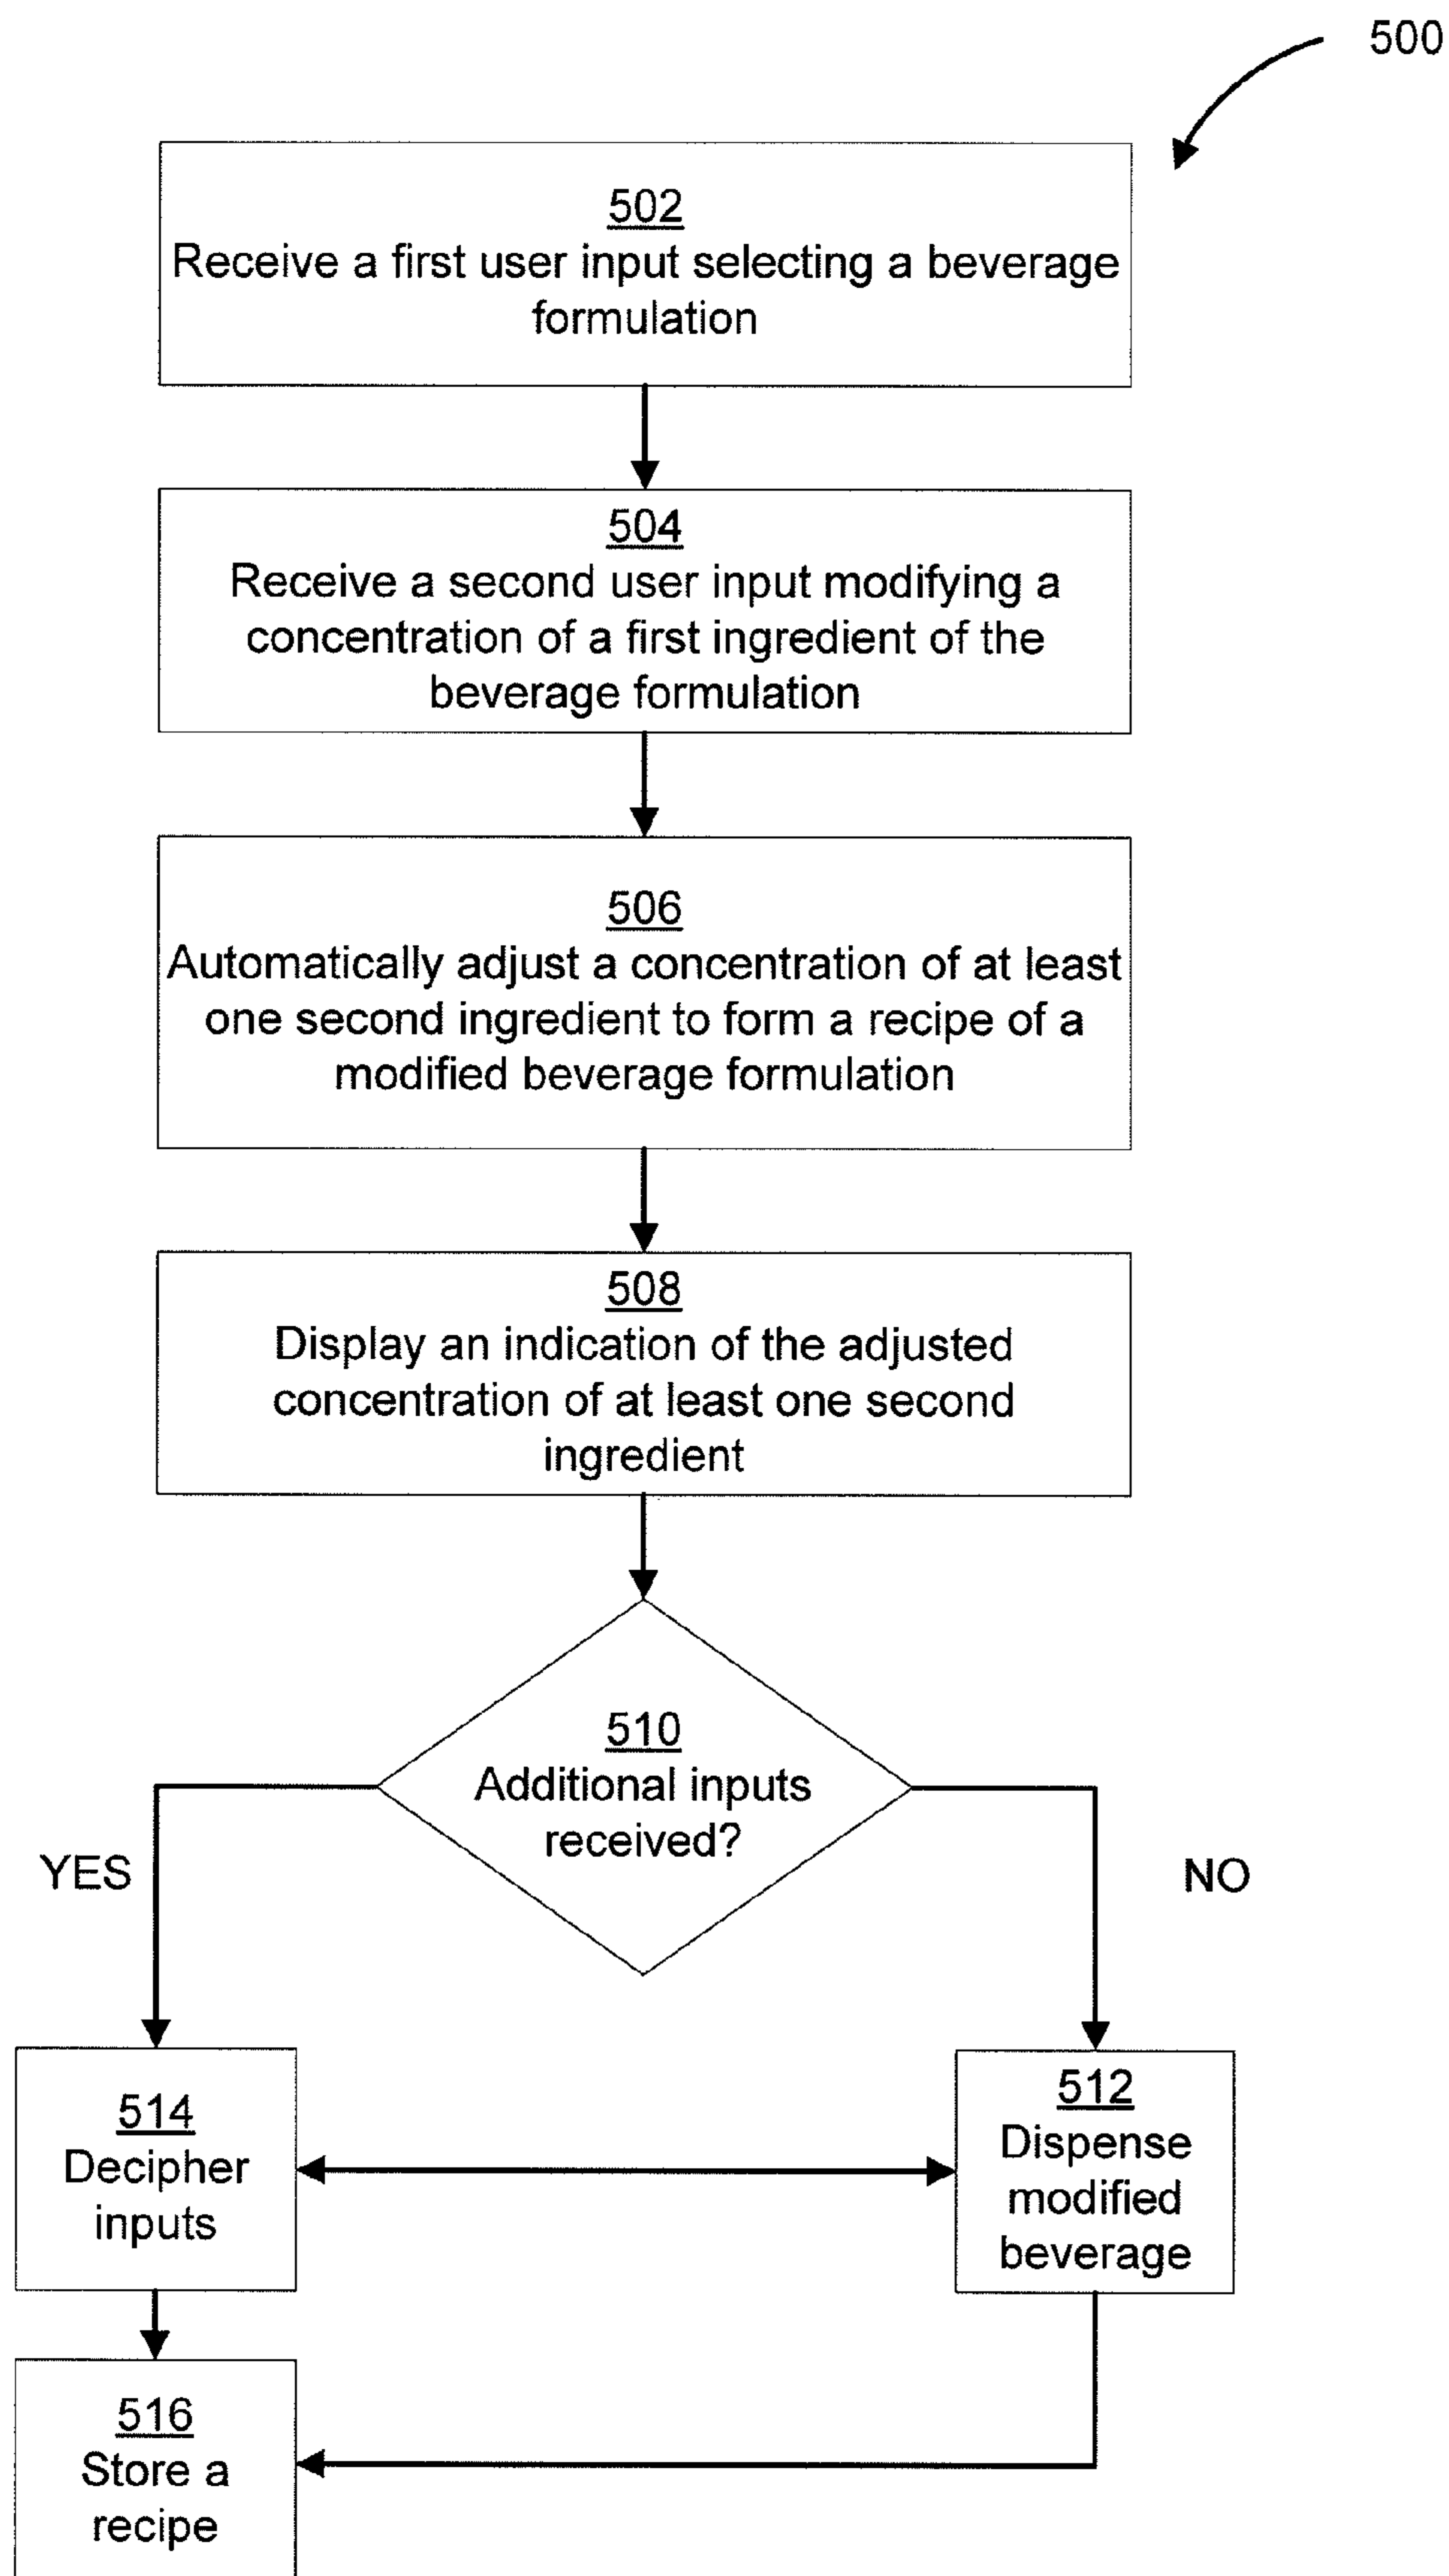 500
502
Receive a first user input selecting a beverage
formulation
504
Receive a second user input modifying a
concentration of a first ingredient of the
beverage formulation
506
Automatically adjust a concentration of at least
one second ingredient to form a recipe of a
modified beverage formulation
508
Display an indication of the adjusted
concentration of at least one second
ingredient
510
Additional inputs
received?
YES
NO
514
Decipher
inputs
512
Dispense
modified
beverage
516
Store a
recipe